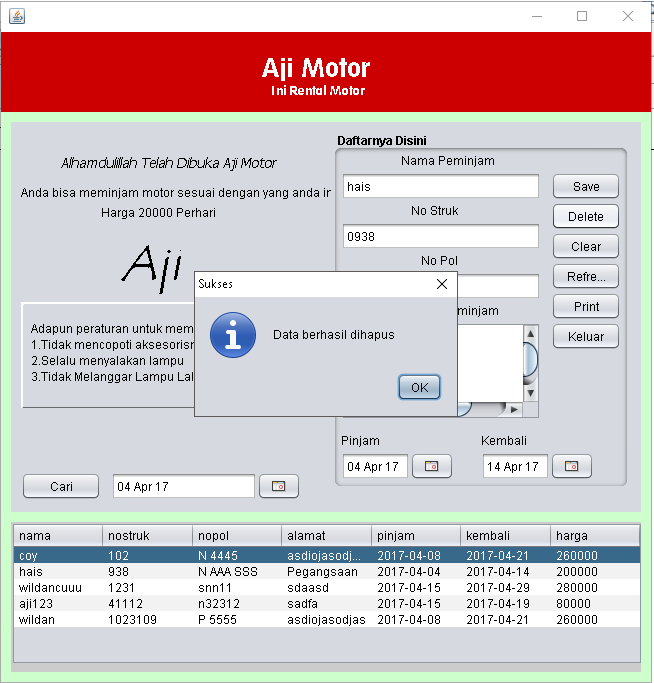 Aji Motor
Ini Rental Motor
Alhamdulillah Telah Dibuka Aji Motor
Anda bisa meminjam motor sesuai dengan yang anda ir
Harga 20000 Perhari
Aji
Adapun peraturan untuk mem
1.Tidak mencopoti aksesorisr
2.Selalu menyalakan lampu
3.Tidak Melanggar Lampu Lal
Cari
04 Apr 17
Daftarnya Disini
Nama Peminjam
hais
No Struk
0938
No Pol
minjam
Pinjam
Kembali
04 Apr 17
14 Apr 17
Save
Delete
Clear
Refre...
Print
Keluar
Sukses
Data berhasil dihapus
OK
nama nostruk nopol alamat pinjam kembali harga
coy 102 N 4445 asdiojasodj... 2017-04-08 2017-04-21 260000
hais 938 N AAA SSS Pegangsaan 2017-04-04 2017-04-14 200000
wildancuuu 1231 snn11 sdaasd 2017-04-15 2017-04-29 280000
aji123 41112 n32312 sadfa 2017-04-15 2017-04-19 80000
wildan 1023109 P 5555 asdiojasodjas 2017-04-08 2017-04-21 260000